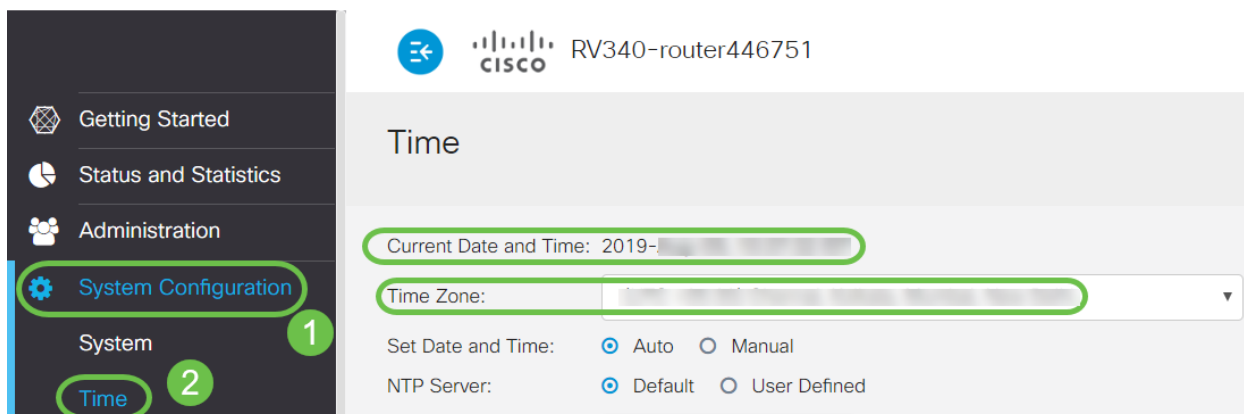 CISCO
RV340-router446751
Getting Started
Status and Statistics
Administration
System Configuration
1
System
Time
2
Time
Current Date and Time: 2019-
Time Zone:
Set Date and Time: Auto Manual
NTP Server: Default User Defined